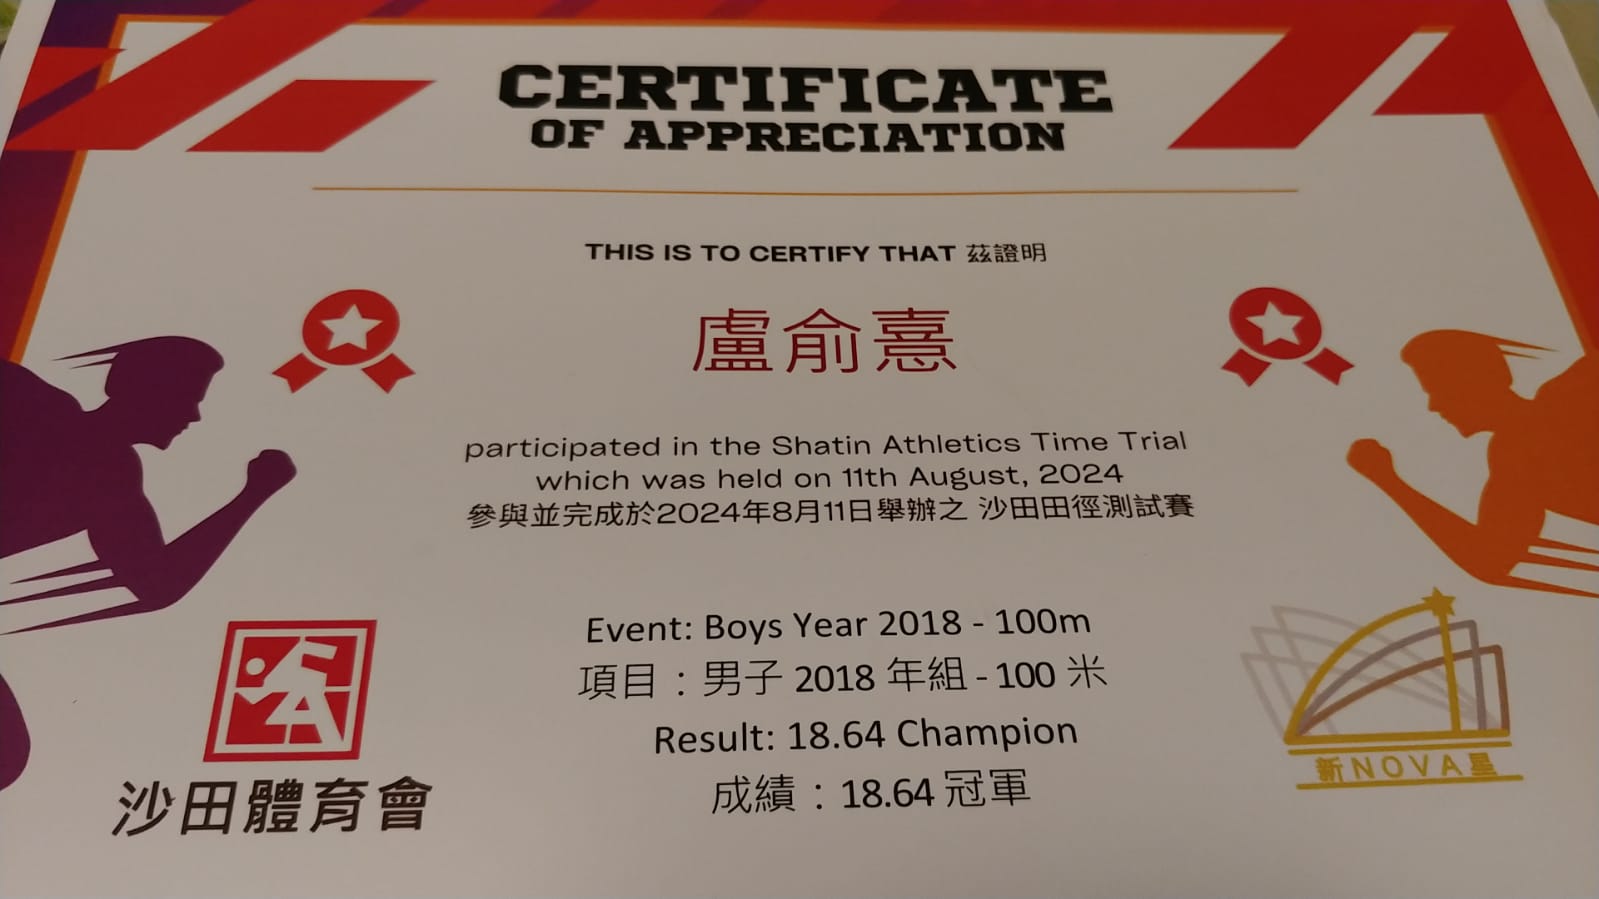 CERTIFICATE
OF APPRECIATION
THIS IS TO CERTIFY THAT 茲證明
盧俞憙
participated in the Shatin Athletics Time Trial
which was held on 11th August, 2024
參與並完成於2024年8月11日舉辦之 沙田田徑測試賽
Event: Boys Year 2018 - 100m
項目：男子 2018 年組 - 100 米
Result: 18.64 Champion
成績：18.64 冠軍
沙田體育會
新NOVA星